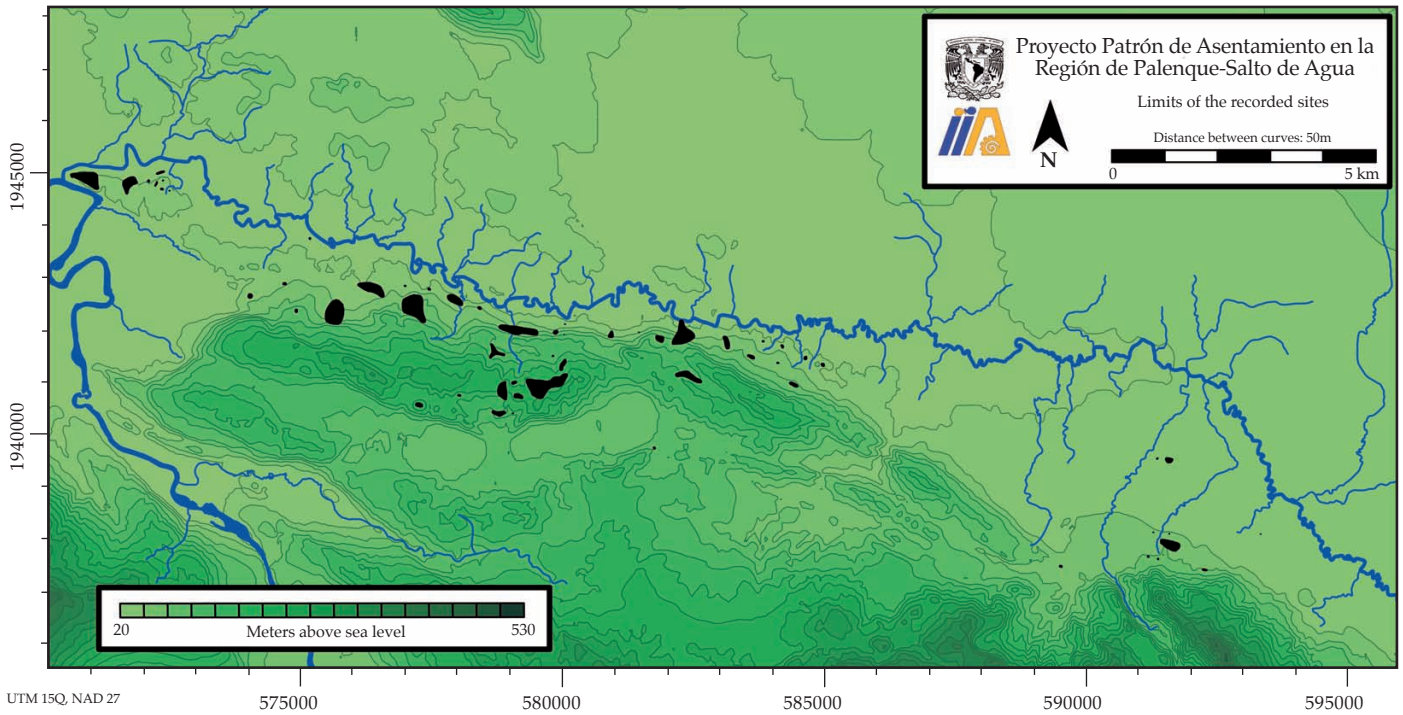 Proyecto Patrón de Asentamiento en la
Región de Palenque-Salto de Agua
Limits of the recorded sites
Distance between curves: 50m
N
0 5 km
1945000
1940000
20 Meters above sea level 530
UTM 15Q, NAD 27
575000 580000 585000 590000 595000